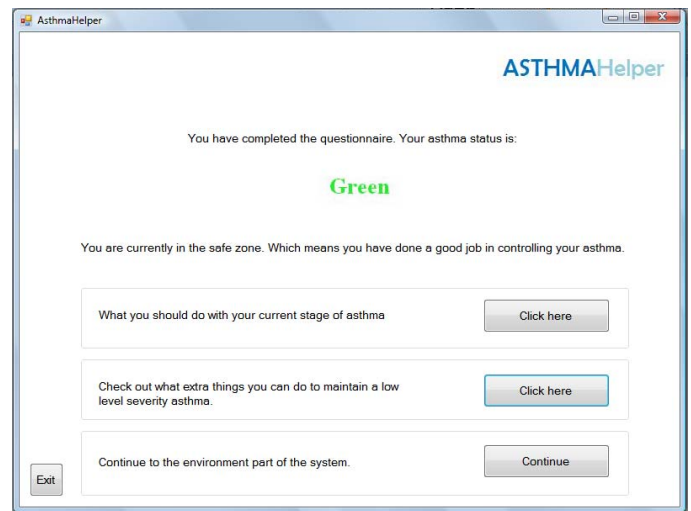 AsthmaHelper
ASTHMAHelper
You have completed the questionnaire. Your asthma status is:
Green
You are currently in the safe zone. Which means you have done a good job in controlling your asthma.
What you should do with your current stage of asthma
Click here
Check out what extra things you can do to maintain a low
level severity asthma.
Click here
Continue to the environment part of the system.
Continue
Exit